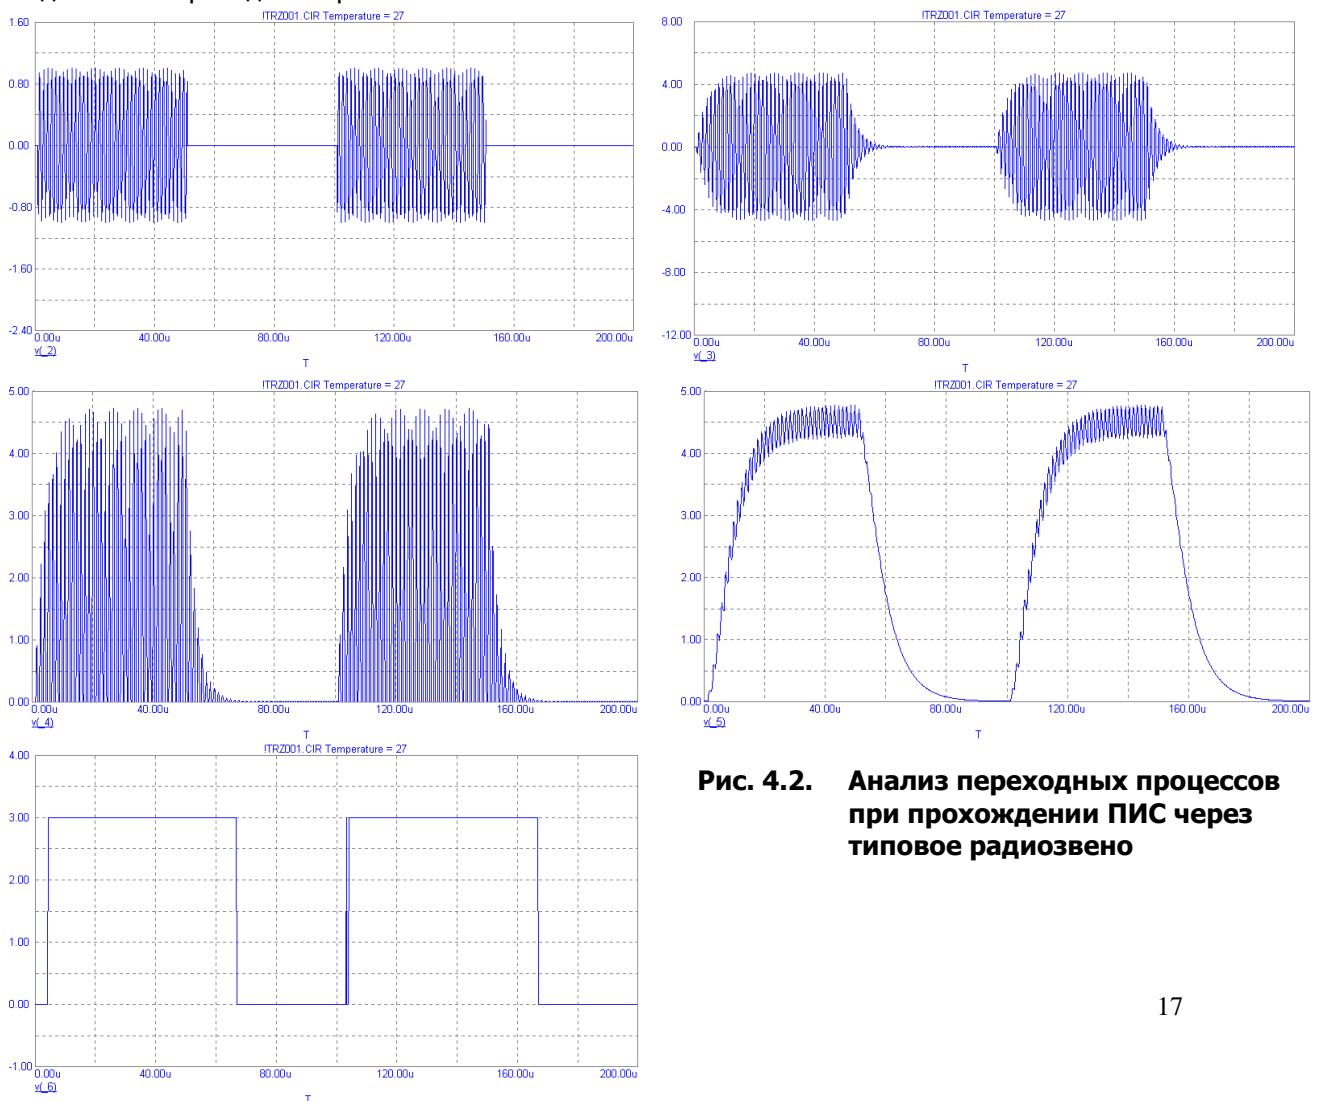 !TRZ001.CIR Temperature = 27
1.60
0.80
0.00
-0.80
-1.60
-2.40
0.00u 40.00u 80.00u 120.00u 160.00u 200.00u
v(_2)
T
!TRZ001.CIR Temperature = 27
8.00
4.00
0.00
-4.00
-8.00
-12.00
0.00u 40.00u 80.00u 120.00u 160.00u 200.00u
v(_3)
T
!TRZ001.CIR Temperature = 27
5.00
4.00
3.00
2.00
1.00
0.00
0.00u 40.00u 80.00u 120.00u 160.00u 200.00u
v(_4)
T
!TRZ001.CIR Temperature = 27
5.00
4.00
3.00
2.00
1.00
0.00
0.00u 40.00u 80.00u 120.00u 160.00u 200.00u
v(_5)
T
!TRZ001.CIR Temperature = 27
4.00
3.00
2.00
1.00
0.00
-1.00
0.00u 40.00u 80.00u 120.00u 160.00u 200.00u
v(_6)
T
Рис. 4.2. Анализ переходных процессов
при прохождении ПИС через
типовое радиозвено
17